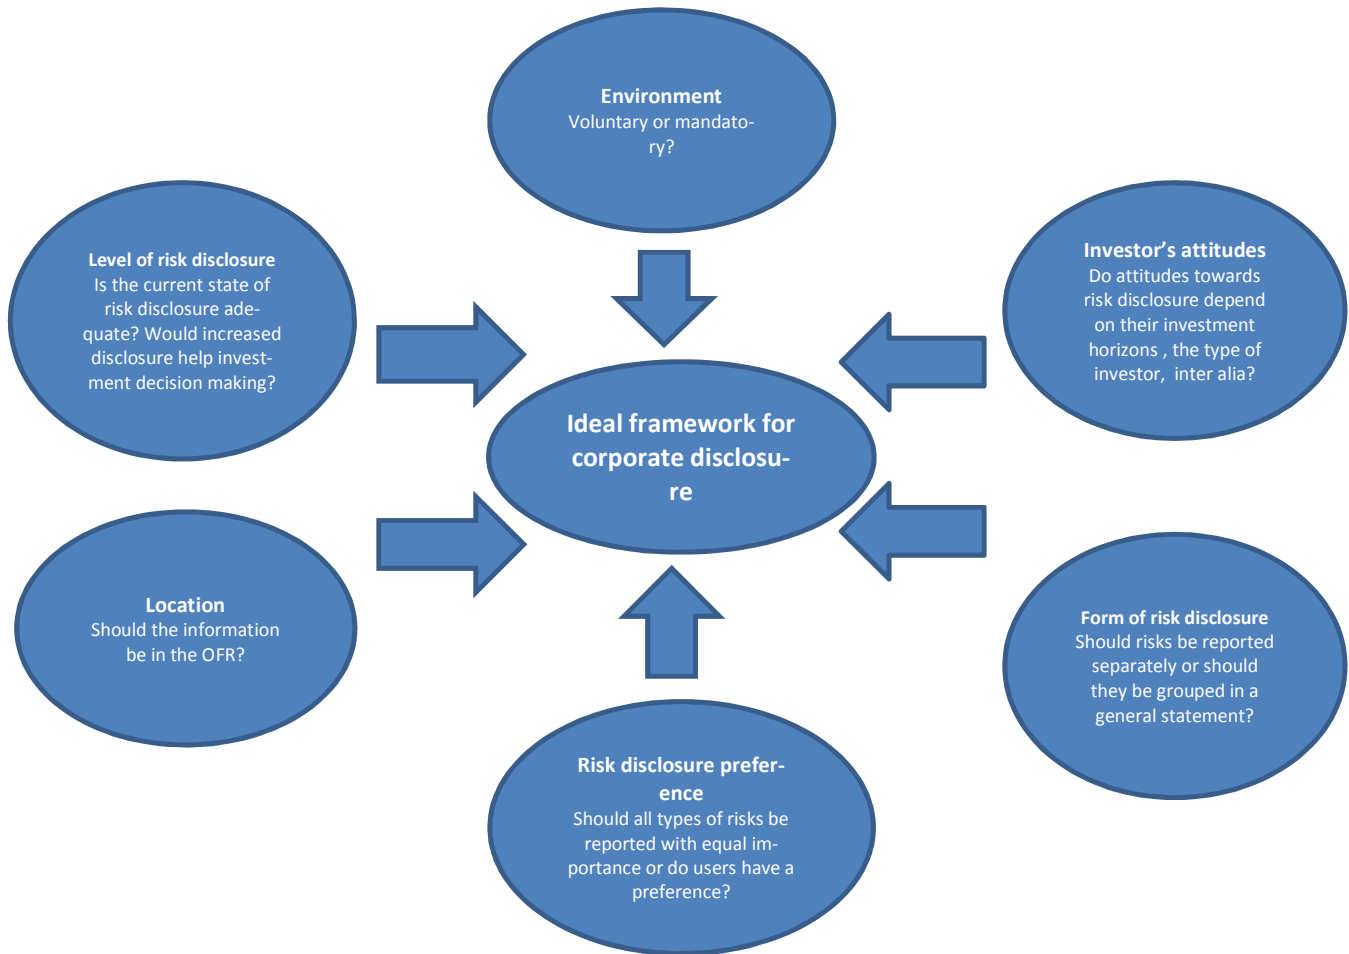 Environment
Voluntary or mandato-
ry?
Level of risk disclosure
Is the current state of
risk disclosure ade-
quate? Would increased
disclosure help invest-
ment decision making?
Investor's attitudes
Do attitudes towards
risk disclosure depend
on their investment
horizons , the type of
investor,  inter alia?
Ideal framework for
corporate disclosu-
re
Location
Should the information
be in the OFR?
Form of risk disclosure
Should risks be reported
separately or should
they be grouped in a
general statement?
Risk disclosure prefer-
ence
Should all types of risks be
reported with equal im-
portance or do users have a
preference?